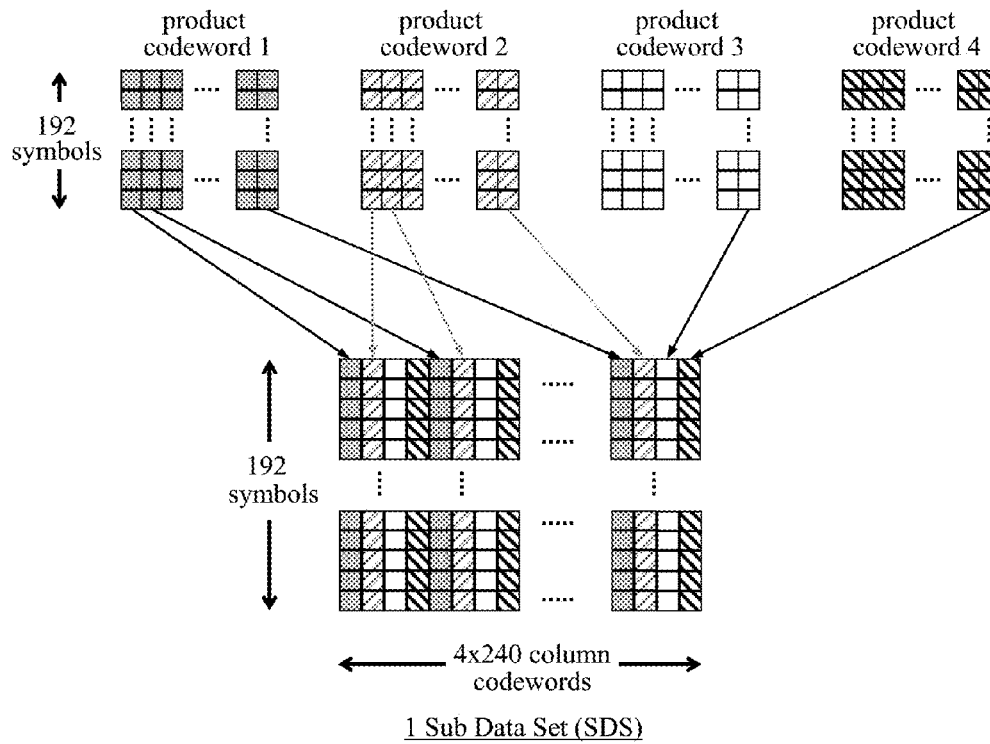 product
codeword 1
product
codeword 2
product
codeword 3
product
codeword 4
192
symbols
192
symbols
4x240 column
codewords
1 Sub Data Set (SDS)